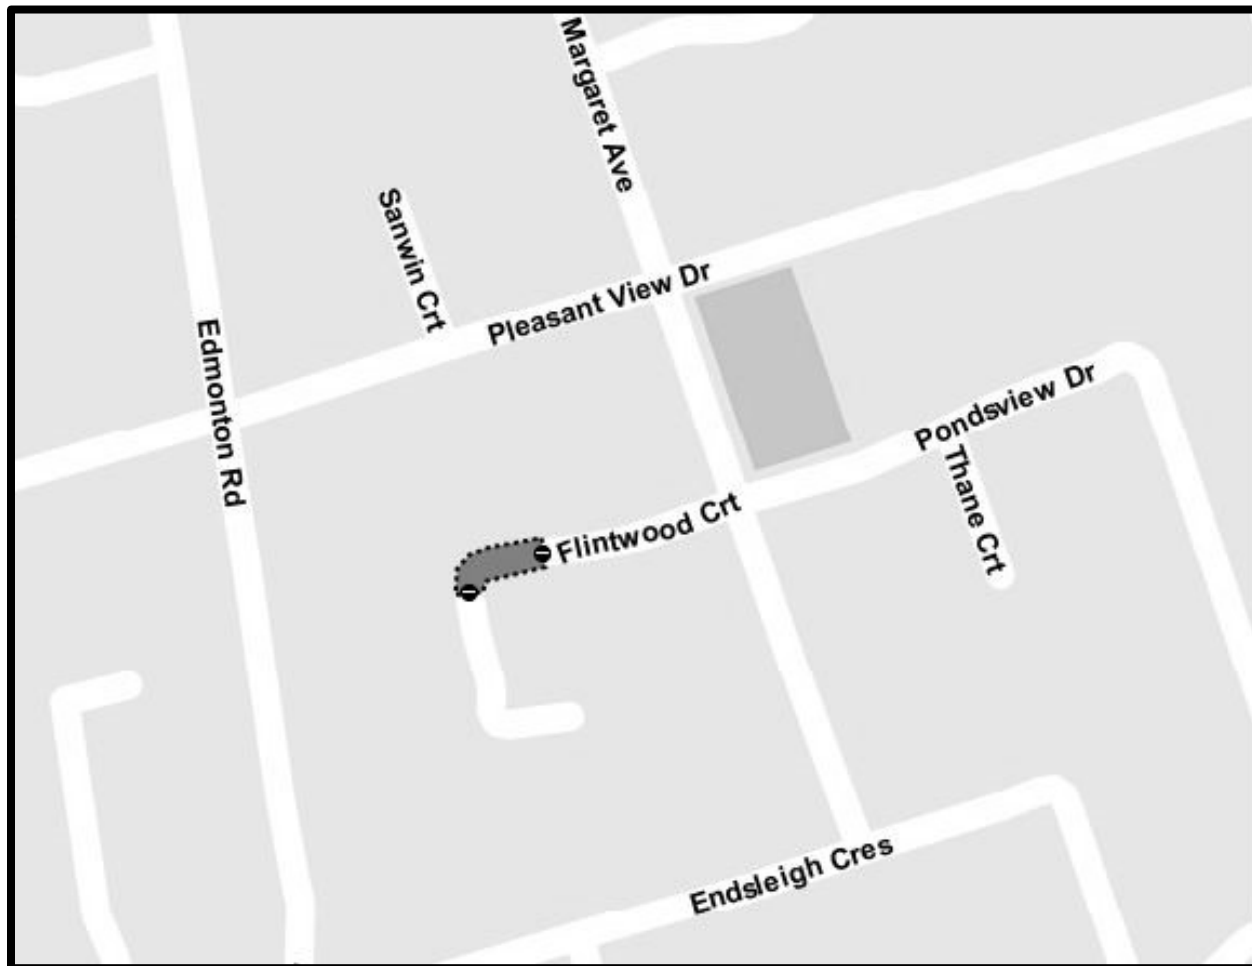 Margaret Ave
Sanwin Crt
Pleasant View Dr
Edmonton Rd
Pondsview Dr
Thane Crt
Flintwood Crt
Endsleigh Cres